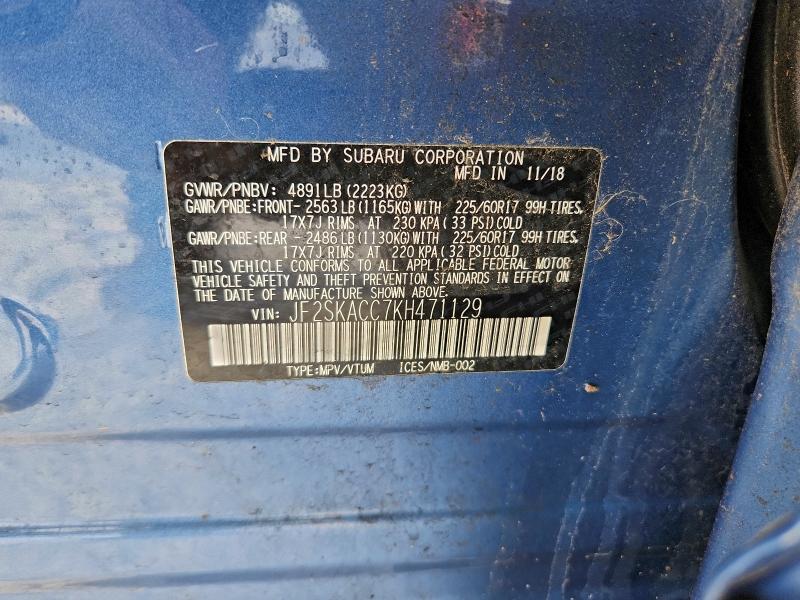 MFD BY SUBARU CORPORATION
MFD IN 11/18
GVWR/PNBV: 4891LB(2223KG)
GAWR/PNBE:FRONT-2563LB(1165KG)WITH 225/60R17 99H TIRES,
17X7J RIMS AT 230 KPA(33 PSI)COLD
GAWR/PNBE:REAR -2486LB(1130KG)WITH 225/60R17 99H TIRES,
17X7J RIMS AT 220 KPA(32 PSI)COLD
THIS VEHICLE CONFORMS TO ALL APPLICABLE FEDERAL MOTOR
VEHICLE SAFETY AND THEFT PREVENTION STANDARDS IN EFFECT ON
THE DATE OF MANUFACTURE SHOWN ABOVE.
VIN: JF2SKACC7KH471129
TYPE:MPV/VTUM ICES/NMB-002